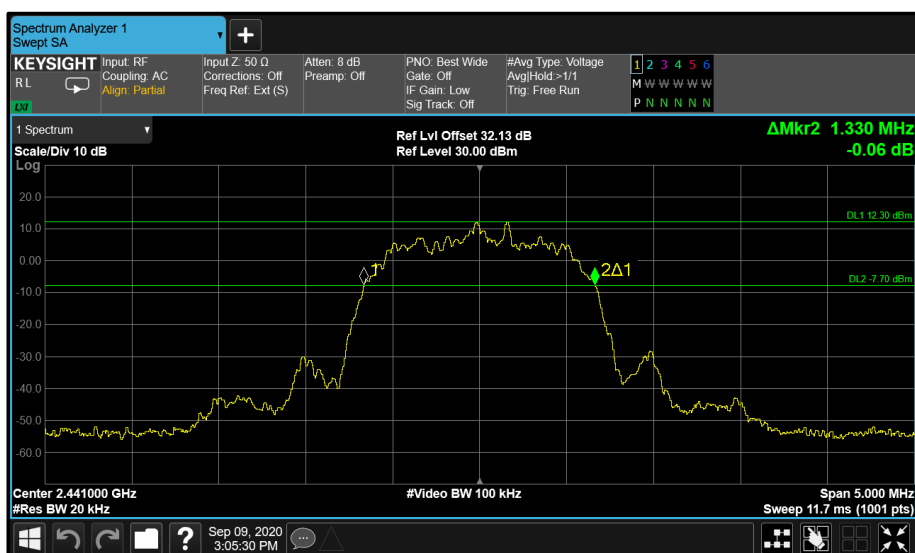 Spectrum Analyzer 1
Swept SA
KEYSIGHT
RL
LXI
Input: RF
Coupling: AC
Align: Partial
Input Z: 50 Ω
Corrections: Off
Freq Ref: Ext (S)
Atten: 8 dB
Preamp: Off
PNO: Best Wide
Gate: Off
IF Gain: Low
Sig Track: Off
#Avg Type: Voltage
Avg|Hold:>1/1
Trig: Free Run
1 2 3 4 5 6
M W W W W W
P N N N N N
1 Spectrum
Scale/Div 10 dB
Log
Ref Lvl Offset 32.13 dB
Ref Level 30.00 dBm
ΔMkr2 1.330 MHz
-0.06 dB
20.0
DL1 12.30 dBm
10.0
0.00
1
2Δ1
DL2 -7.70 dBm
-10.0
-20.0
-30.0
-40.0
-50.0
-60.0
Center 2.441000 GHz
#Video BW 100 kHz
Span 5.000 MHz
#Res BW 20 kHz
Sweep 11.7 ms (1001 pts)
?
Sep 09, 2020
3:05:30 PM